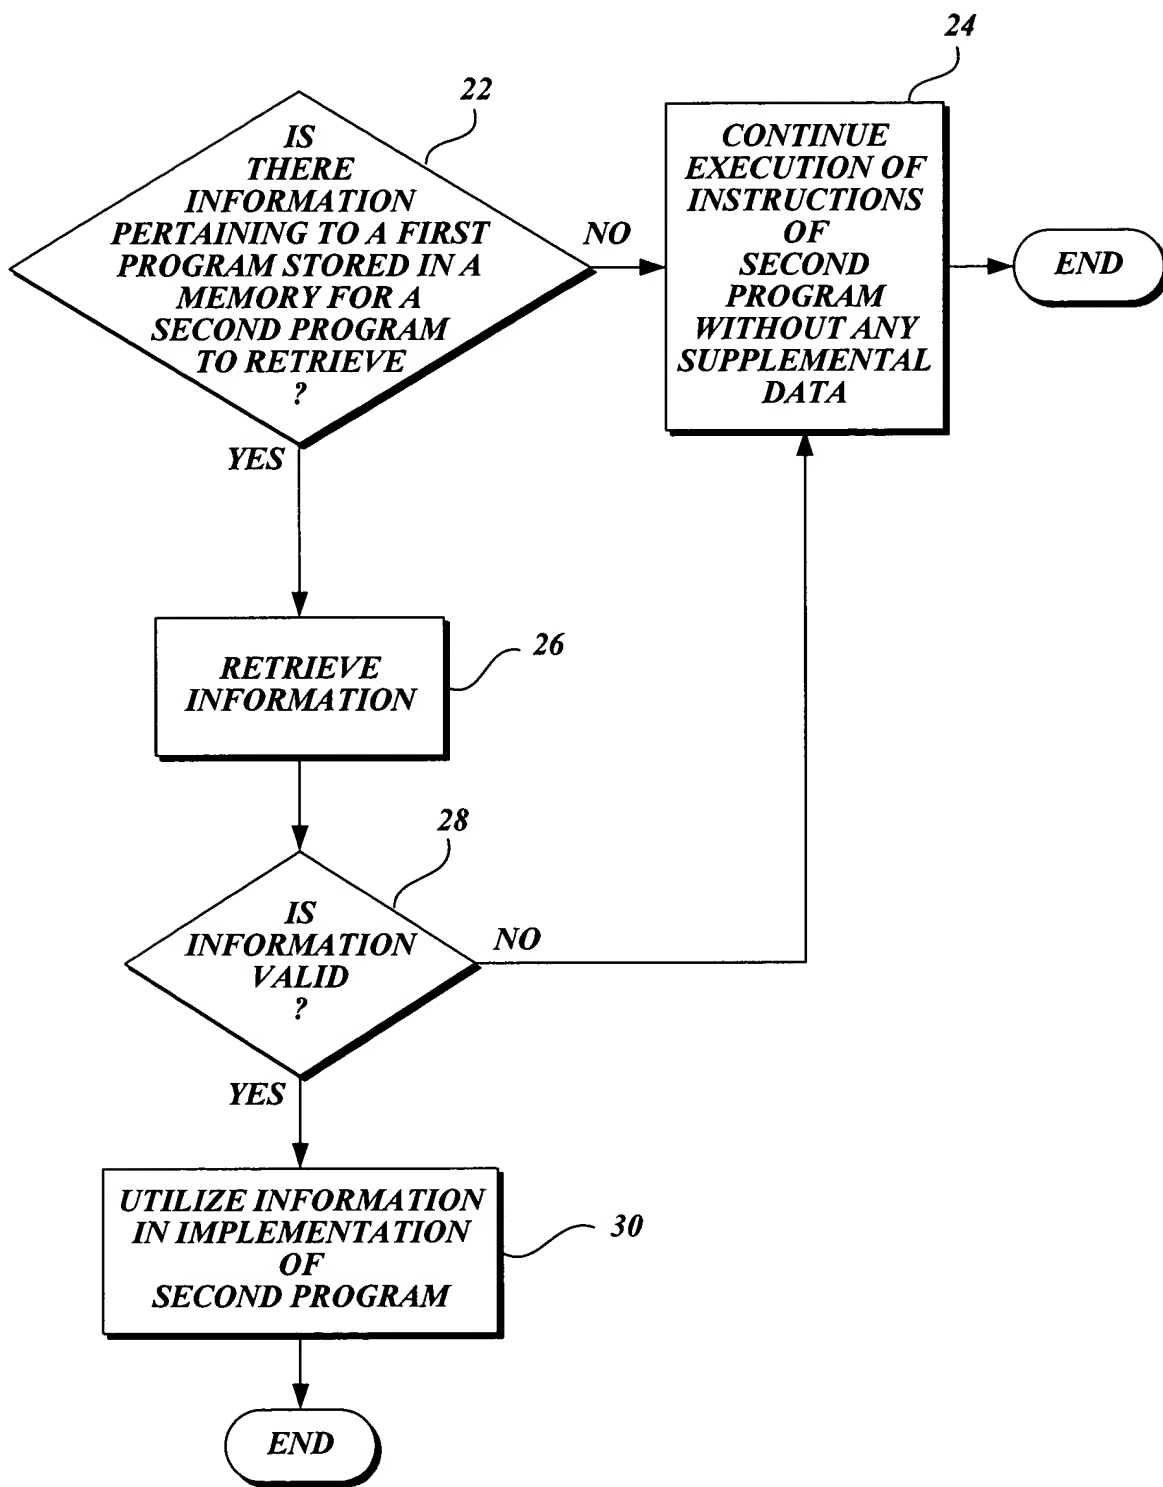 22
IS
THERE
INFORMATION
PERTAINING TO A FIRST
PROGRAM STORED IN A
MEMORY FOR A
SECOND PROGRAM
TO RETRIEVE
?
NO
YES
24
CONTINUE
EXECUTION OF
INSTRUCTIONS
OF
SECOND
PROGRAM
WITHOUT ANY
SUPPLEMENTAL
DATA
END
RETRIEVE
INFORMATION
26
28
IS
INFORMATION
VALID
?
NO
YES
UTILIZE INFORMATION
IN IMPLEMENTATION
OF
SECOND PROGRAM
30
END